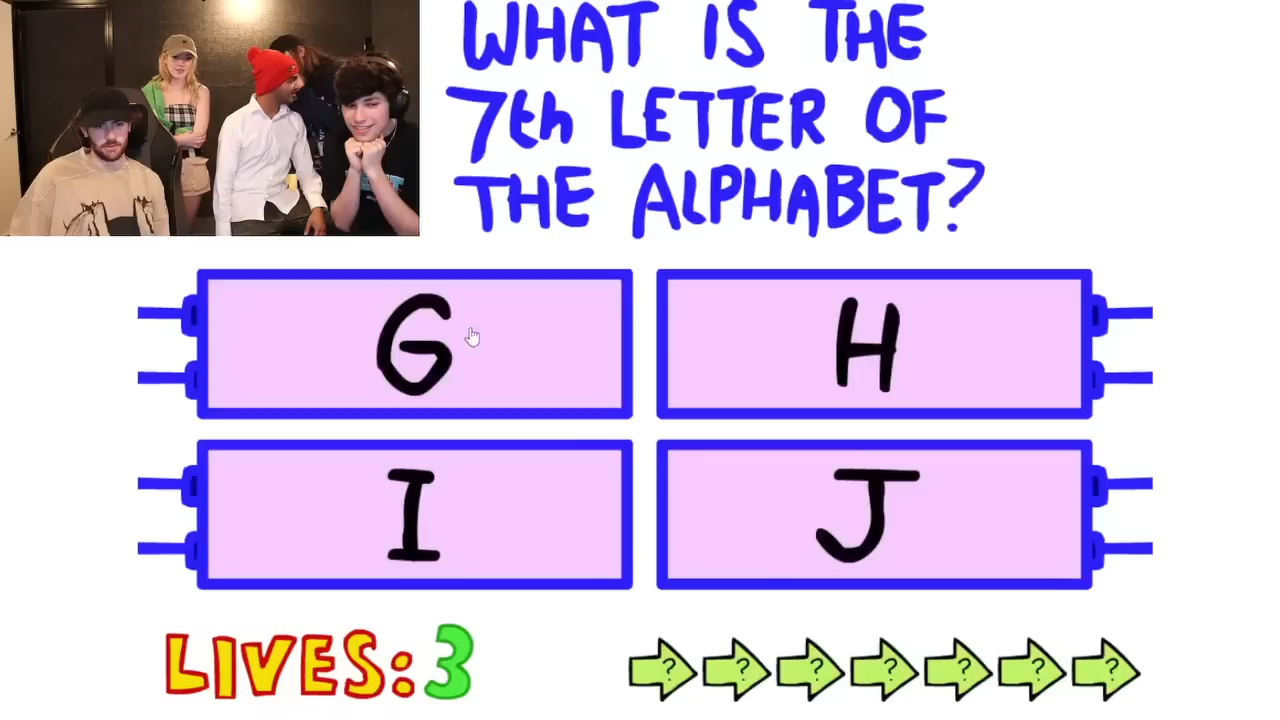 WHAT IS THE
7th LETTER OF
THE ALPHABET?
G
H
I
J
LIVES:3
? ? ? ? ? ? ?